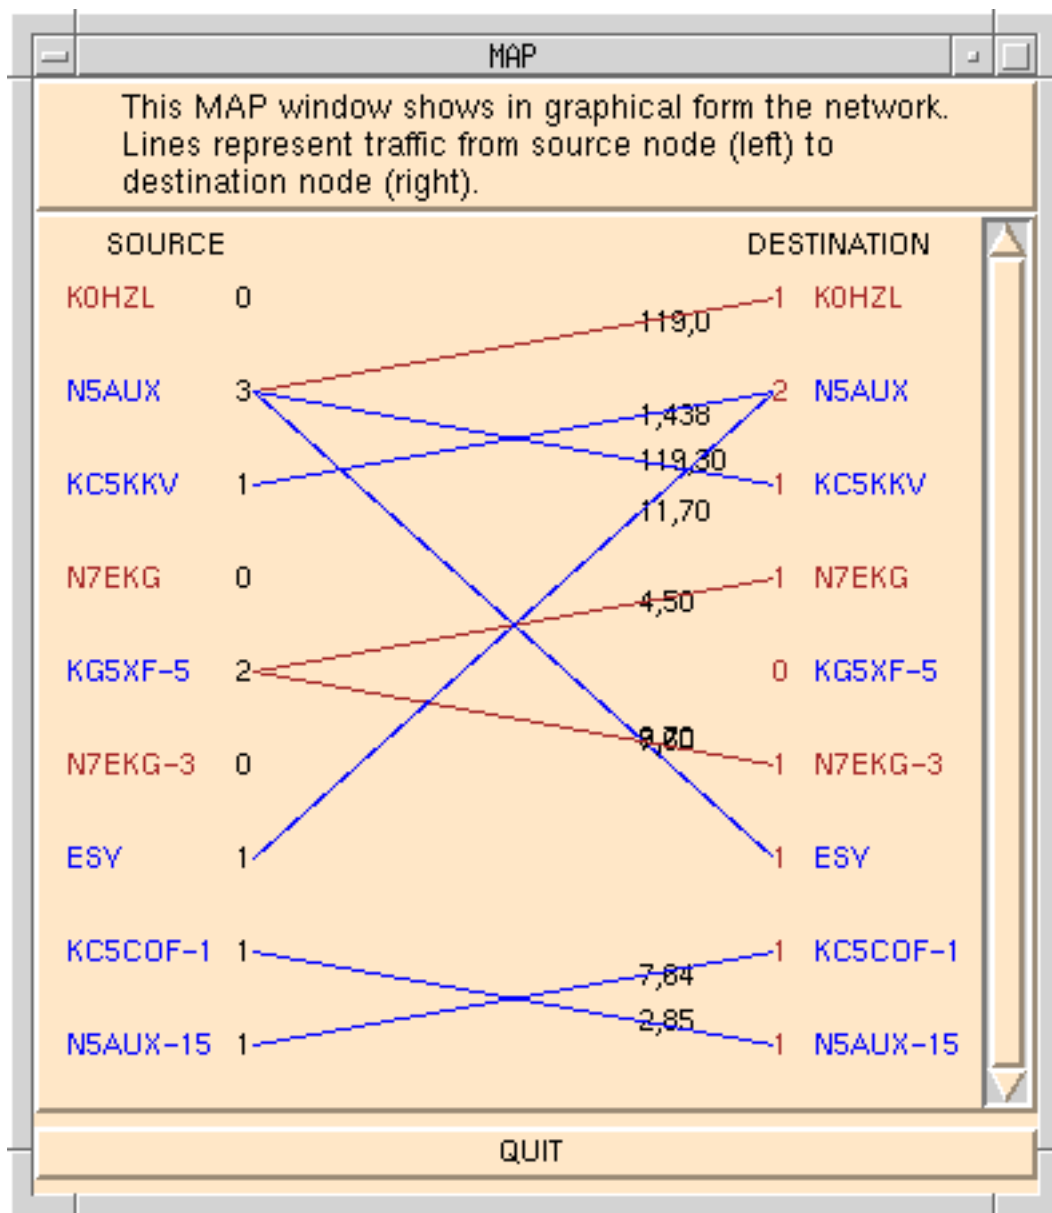 MAP
This MAP window shows in graphical form the network.
Lines represent traffic from source node (left) to
destination node (right).
SOURCE DESTINATION
K0HZL 0 1 K0HZL
119,0
N5AUX 3 2 N5AUX
1,438
119,30
KC5KKV 1 1 KC5KKV
11,70
N7EKG 0 1 N7EKG
4,50
KG5XF-5 2 0 KG5XF-5
N7EKG-3 0 1 N7EKG-3
ESY 1 1 ESY
KC5COF-1 1 1 KC5COF-1
7,84
2,85
N5AUX-15 1 1 N5AUX-15
QUIT